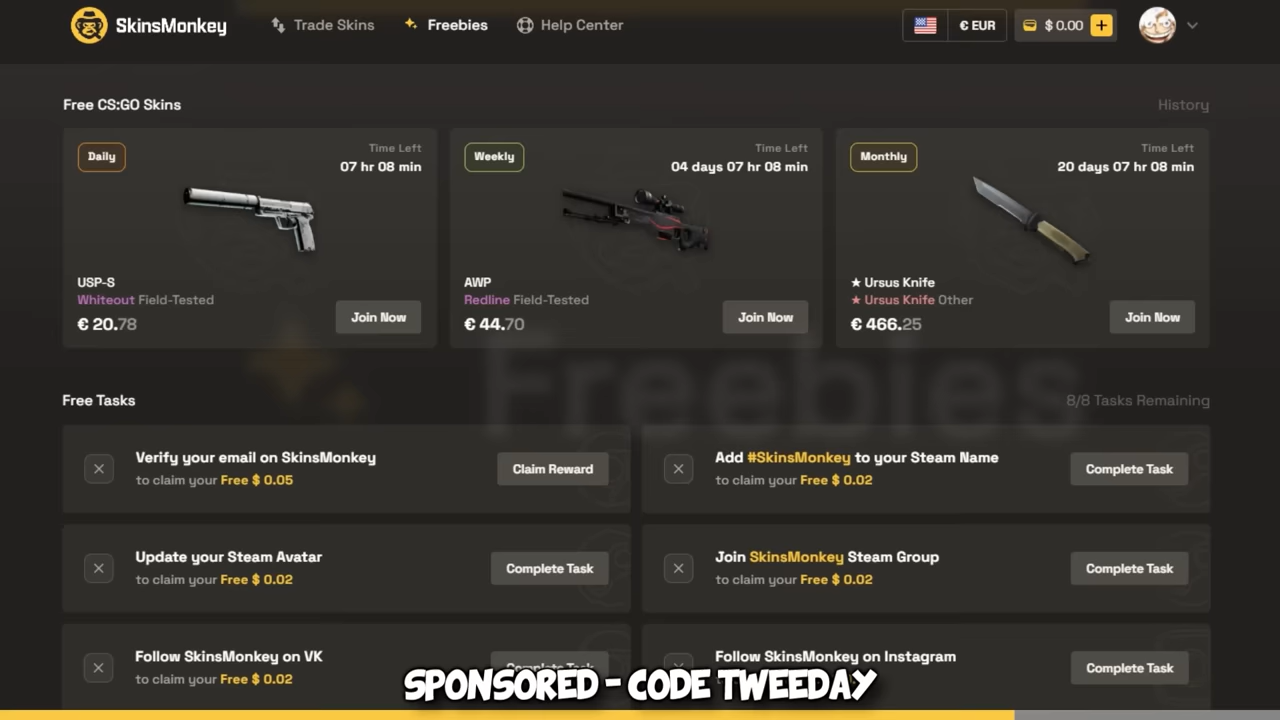 SkinsMonkey
Trade Skins
Freebies
Help Center
€ EUR
$ 0.00
Free CS:GO Skins
History
Daily
Time Left
07 hr 08 min
USP-S
Whiteout Field-Tested
€ 20.78
Join Now
Weekly
Time Left
04 days 07 hr 08 min
AWP
Redline Field-Tested
€ 44.70
Join Now
Monthly
Time Left
20 days 07 hr 08 min
★ Ursus Knife
★ Ursus Knife Other
€ 466.25
Join Now
Freebies
Free Tasks
8/8 Tasks Remaining
Verify your email on SkinsMonkey
to claim your Free $ 0.05
Claim Reward
Add #SkinsMonkey to your Steam Name
to claim your Free $ 0.02
Complete Task
Update your Steam Avatar
to claim your Free $ 0.02
Complete Task
Join SkinsMonkey Steam Group
to claim your Free $ 0.02
Complete Task
Follow SkinsMonkey on VK
to claim your Free $ 0.02
Complete Task
Follow SkinsMonkey on Instagram
Complete Task
SPONSORED - CODE TWEEDAY